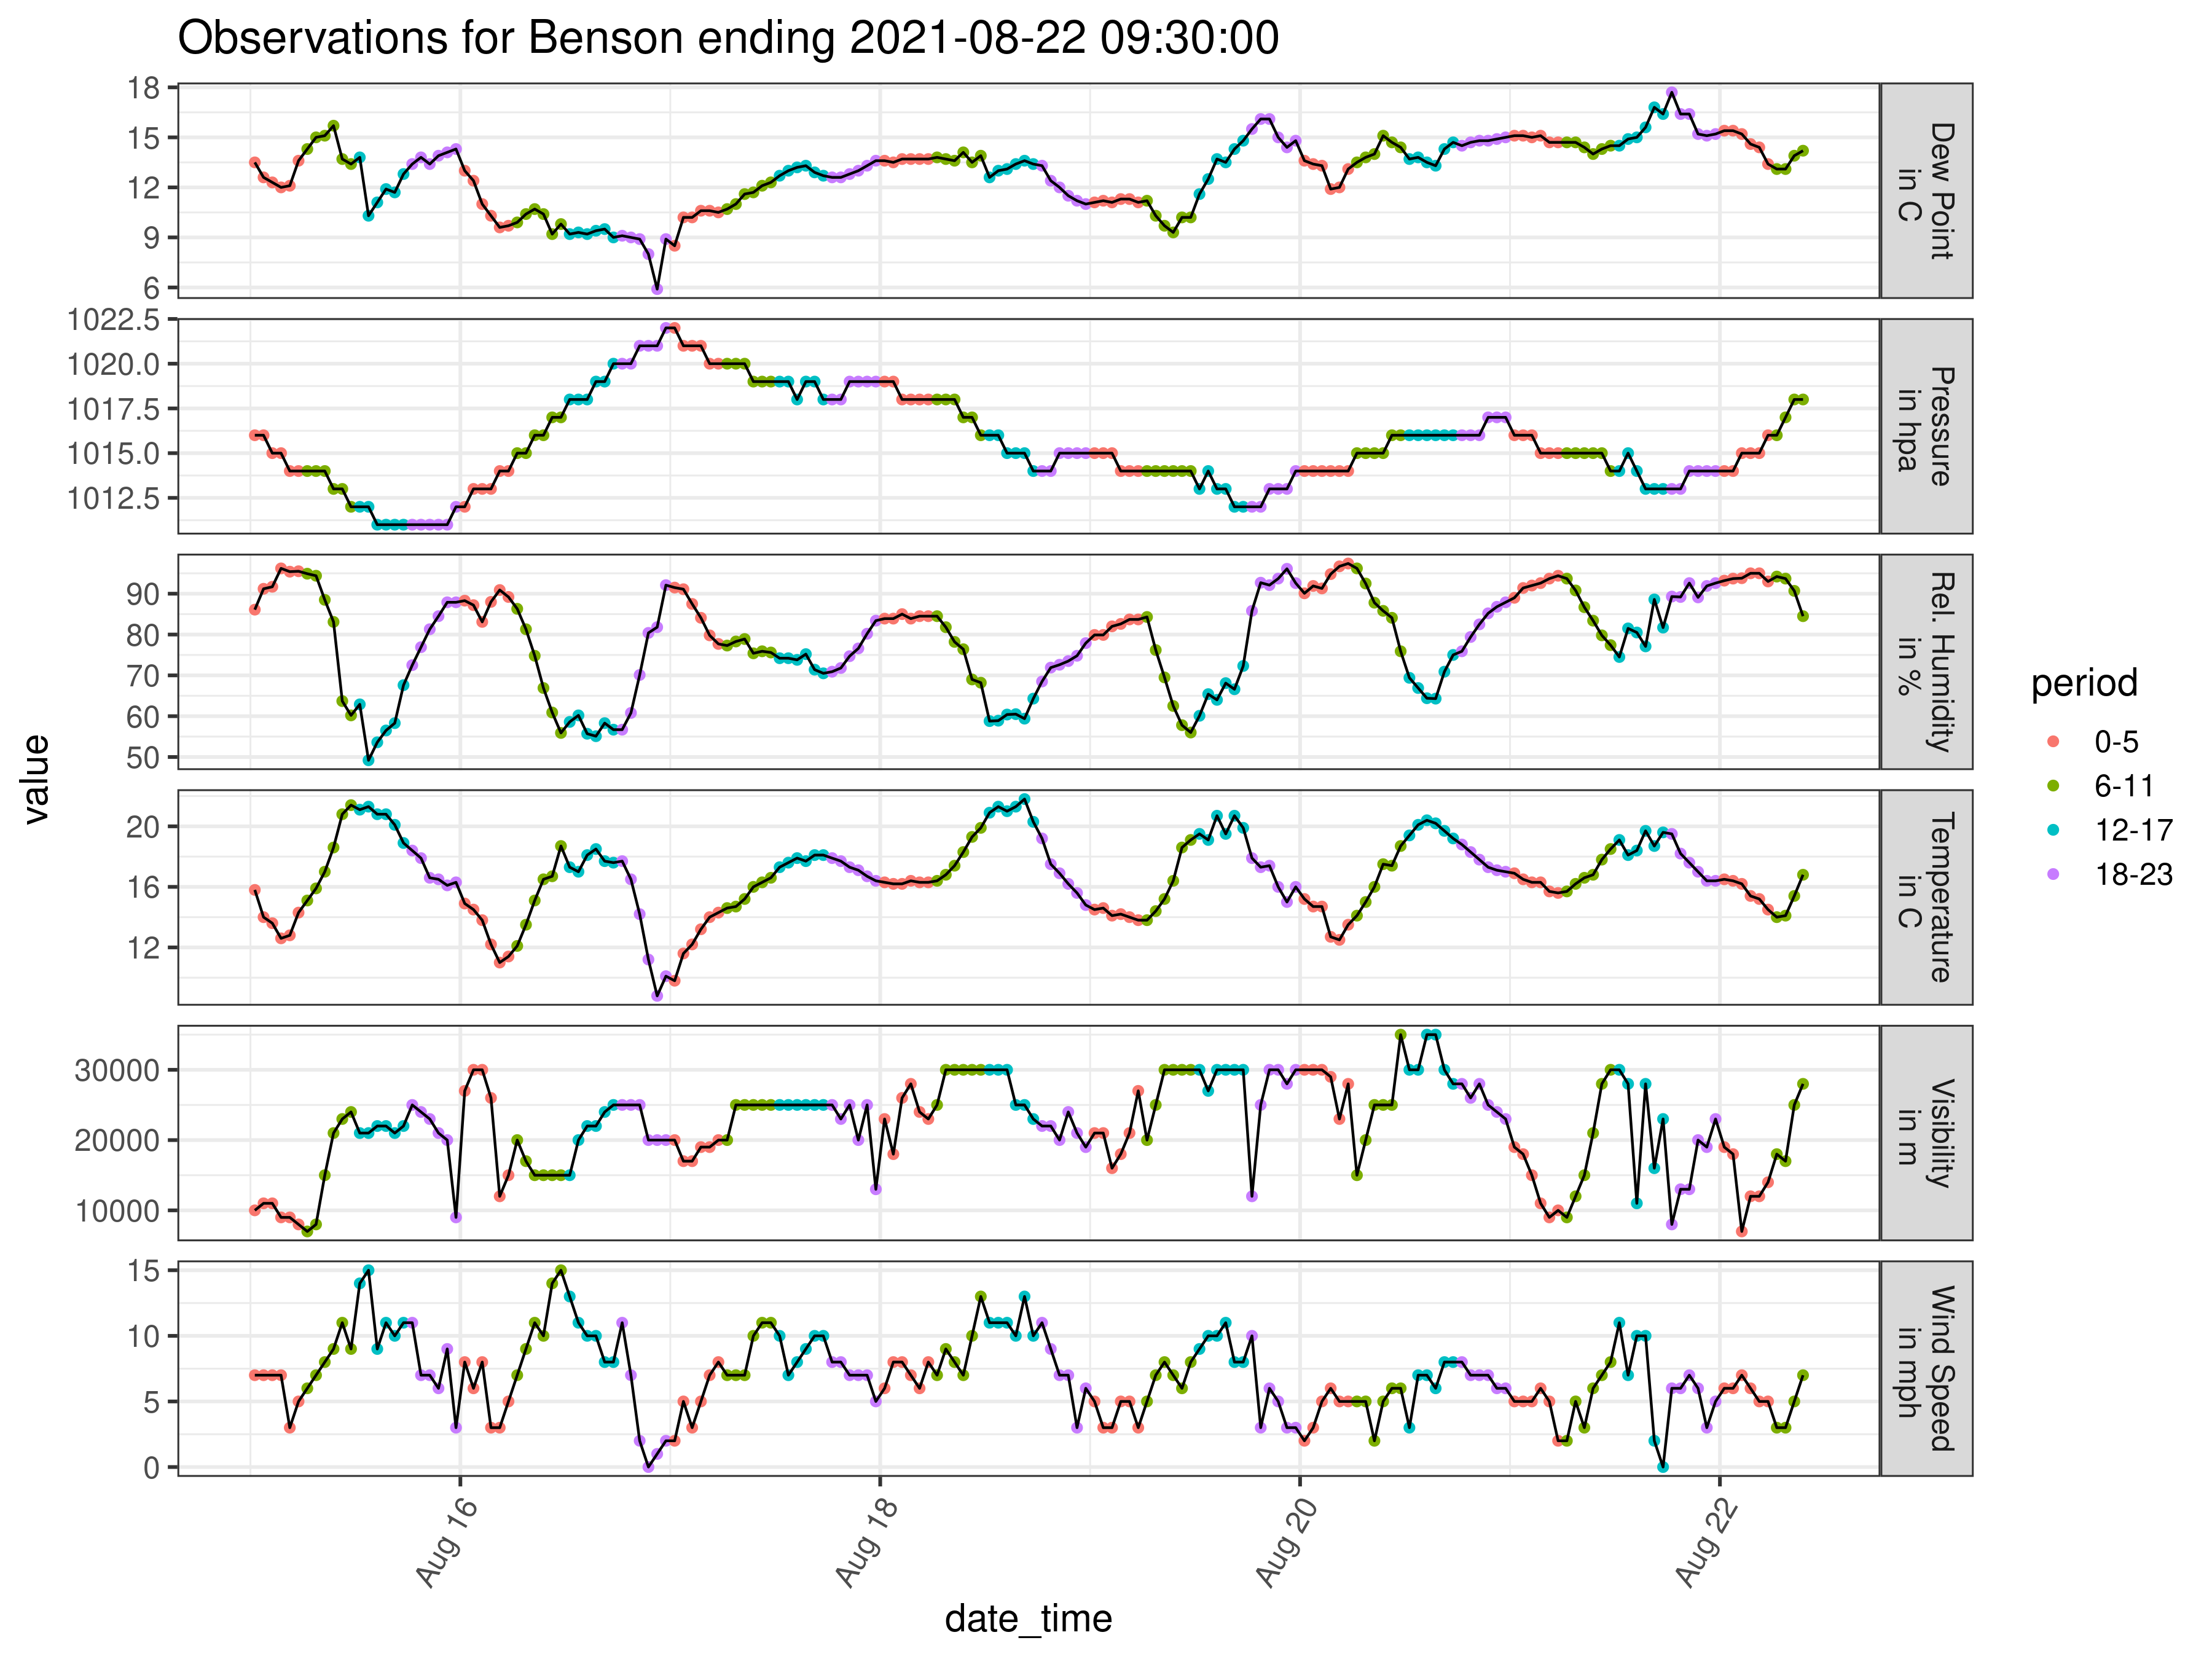 Observations for Benson ending 2021-08-22 09:30:00
18
15
12
9
6
Dew Point
in C
1022.5
1020.0
1017.5
1015.0
1012.5
Pressure
in hpa
90
80
70
60
50
Rel. Humidity
in %
20
16
12
Temperature
in C
30000
20000
10000
Visibility
in m
15
10
5
0
Wind Speed
in mph
value
Aug 16
Aug 18
Aug 20
Aug 22
date_time
period
0-5
6-11
12-17
18-23